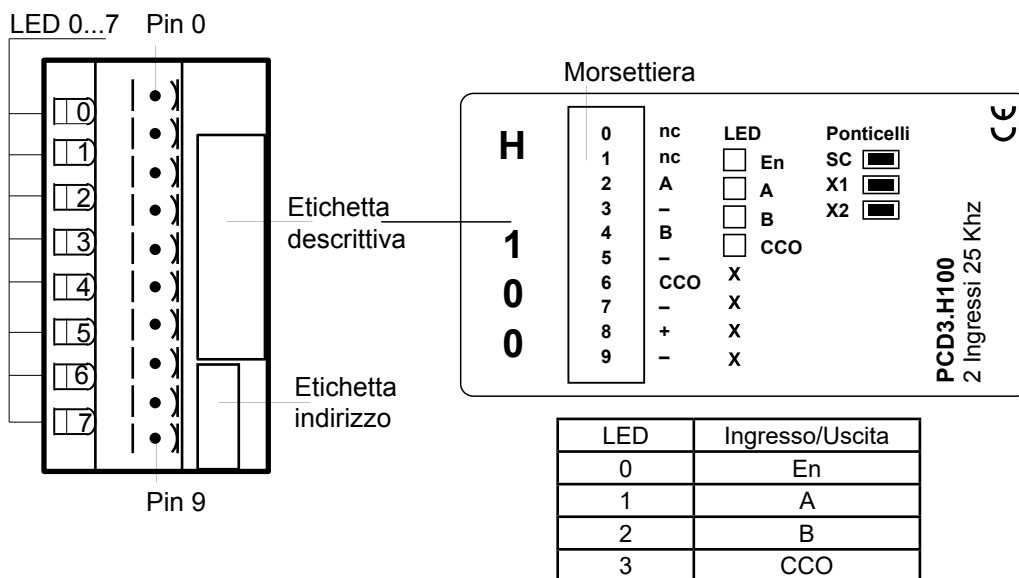 LED 0...7 Pin 0
0
1
2
3
4
5
6
7
Pin 9
Etichetta
descrittiva
Etichetta
indirizzo
Morsettiera
H
1
0
0
0 nc
1 nc
2 A
3 –
4 B
5 –
6 CCO
7 –
8 +
9 –
LED
En
A
B
CCO
X
X
X
X
Ponticelli
SC
X1
X2
CE
PCD3.H100
2 Ingressi 25 Khz
LED Ingresso/Uscita
0 En
1 A
2 B
3 CCO